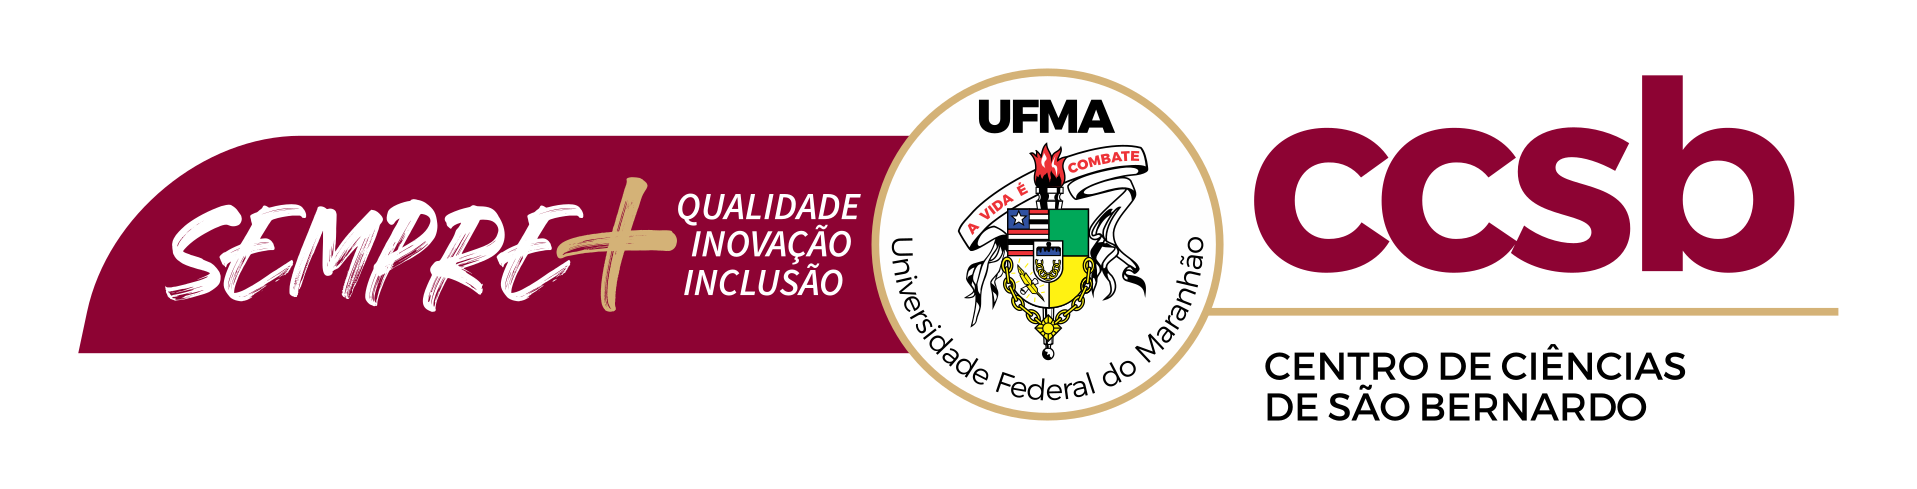 SEMPRE+
QUALIDADE
INOVAÇÃO
INCLUSÃO
UFMA
A VIDA É COMBATE
Universidade Federal do Maranhão
ccsb
CENTRO DE CIÊNCIAS
DE SÃO BERNARDO